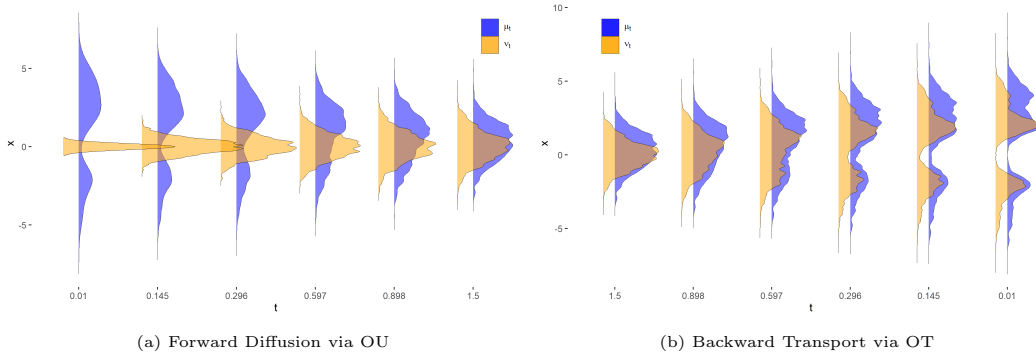 μt
νt
5
0
-5
x
0.01 0.145 0.296 0.597 0.898 1.5
t
(a) Forward Diffusion via OU
μt
νt
10
5
0
-5
x
1.5 0.898 0.597 0.296 0.145 0.01
t
(b) Backward Transport via OT